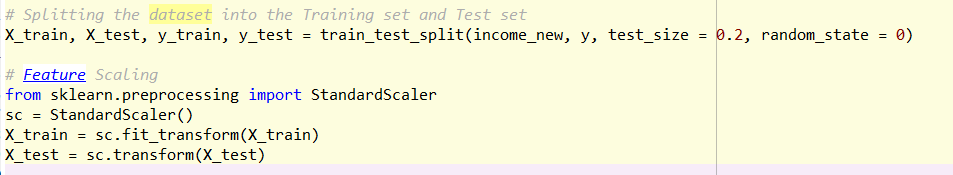 # Splitting the dataset into the Training set and Test set
X_train, X_test, y_train, y_test = train_test_split(income_new, y, test_size = 0.2, random_state = 0)
# Feature Scaling
from sklearn.preprocessing import StandardScaler
sc = StandardScaler()
X_train = sc.fit_transform(X_train)
X_test = sc.transform(X_test)